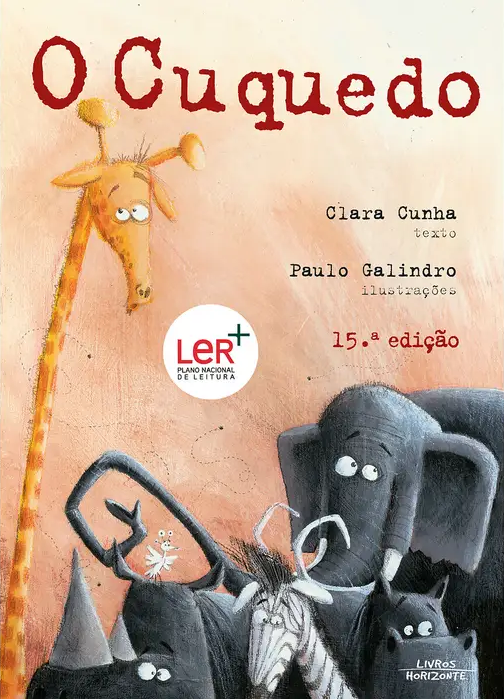 O Cuquedo
Clara Cunha
texto
Paulo Galindro
ilustrações
15.ª edição
LeR+
PLANO NACIONAL
DE LEITURA
LIVROS
HORIZONTE